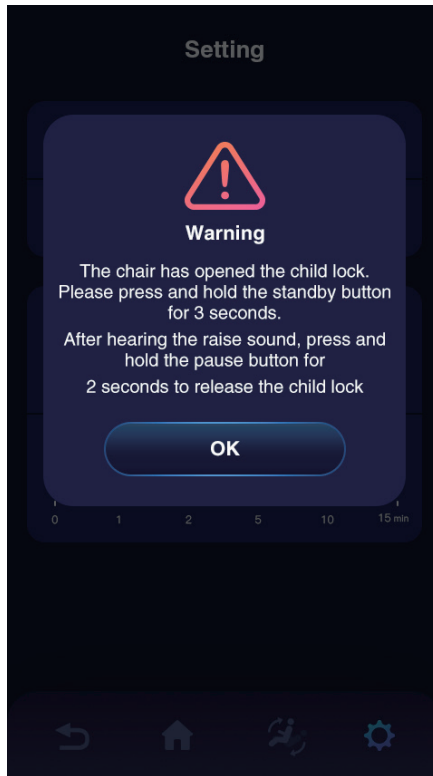 Setting
Warning
The chair has opened the child lock.
Please press and hold the standby button
for 3 seconds.
After hearing the raise sound, press and
hold the pause button for
2 seconds to release the child lock
OK
0 1 2 5 10 15 min